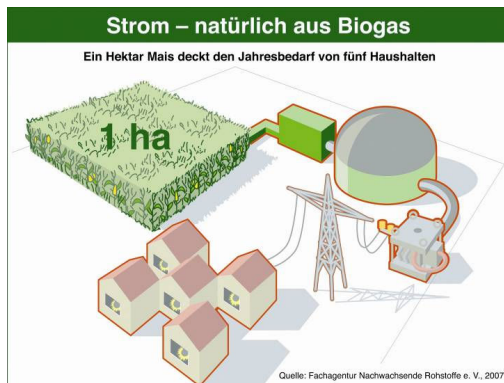 Strom – natürlich aus Biogas
Ein Hektar Mais deckt den Jahresbedarf von fünf Haushalten
1 ha
Quelle: Fachagentur Nachwachsende Rohstoffe e. V., 2007